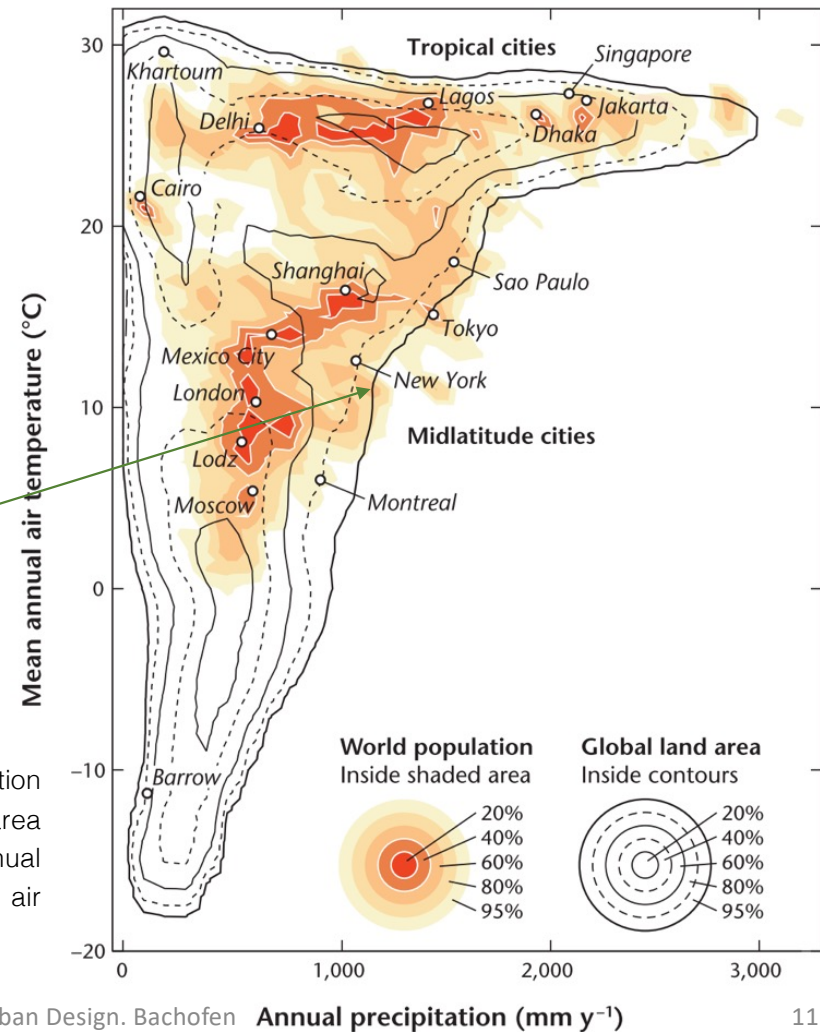 30
Tropical cities
Singapore
Khartoum
Lagos
Jakarta
Delhi
Dhaka
Cairo
20
Shanghai
Sao Paulo
Tokyo
Mexico City
New York
London
10
Midlatitude cities
Lodz
Moscow
Montreal
0
Mean annual air temperature (°C)
World population
Inside shaded area
Global land area
Inside contours
–10
Barrow
20%
40%
60%
80%
95%
20%
40%
60%
80%
95%
–20
0
1,000
2,000
3,000
air
Design. Bachofen
Annual precipitation (mm y⁻¹)
11